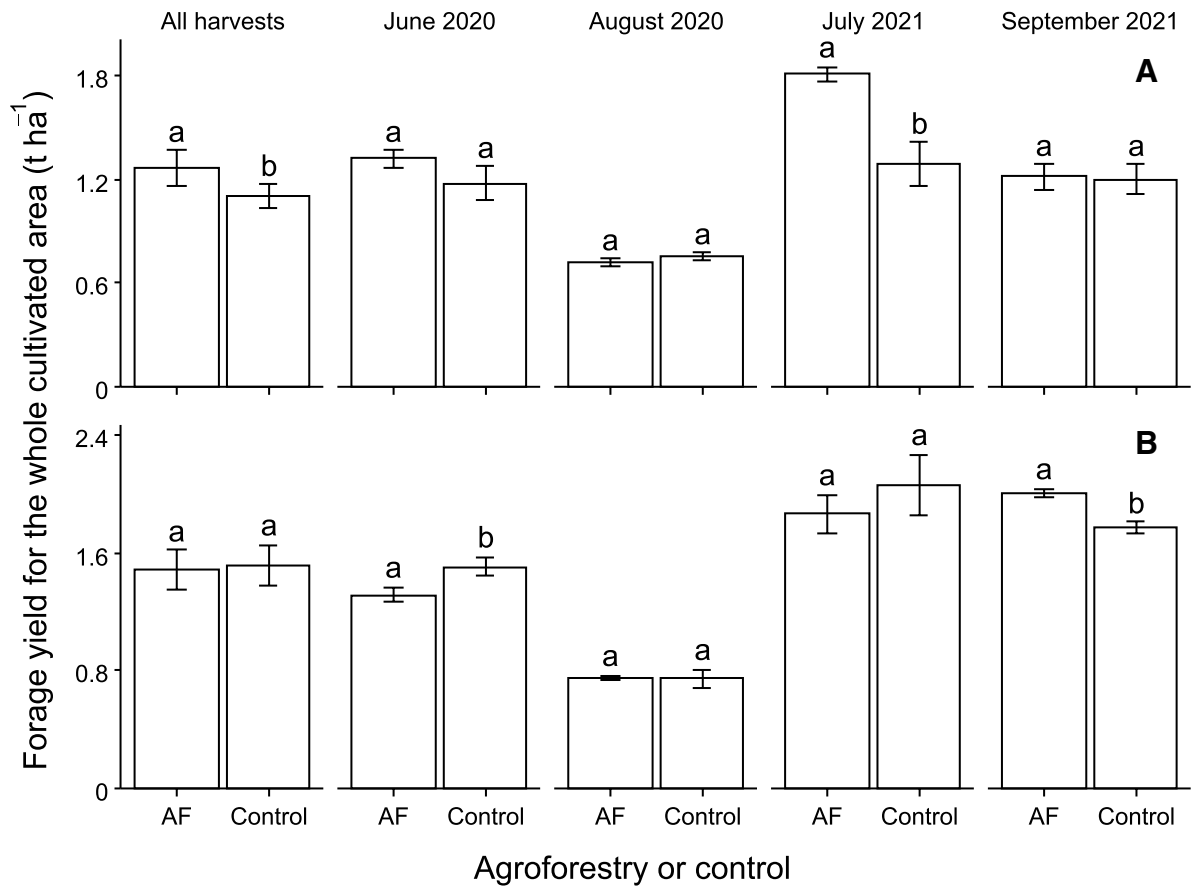 All harvests June 2020 August 2020 July 2021 September 2021
A
a b a a a a a b a a
1.8
1.2
0.6
0
B
a a a b a a a a a b
2.4
1.6
0.8
0
AF Control AF Control AF Control AF Control AF Control
Agroforestry or control
Forage yield for the whole cultivated area (t ha⁻¹)